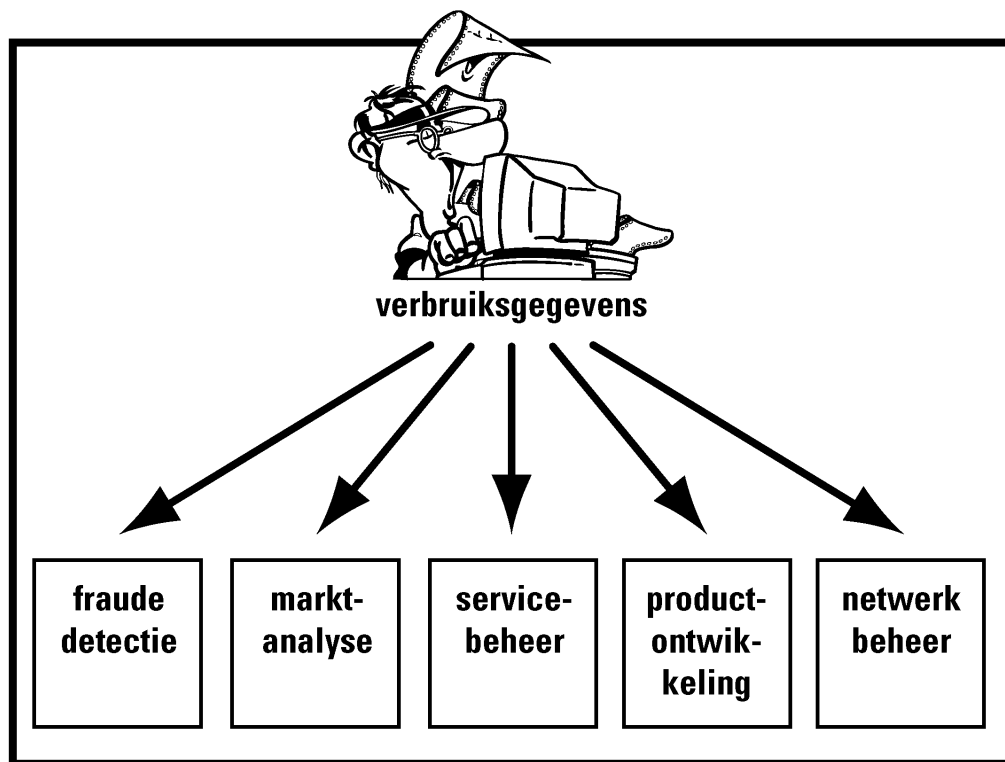 verbruiksgegevens
fraude
detectie
markt-
analyse
service-
beheer
product-
ontwik-
keling
netwerk
beheer